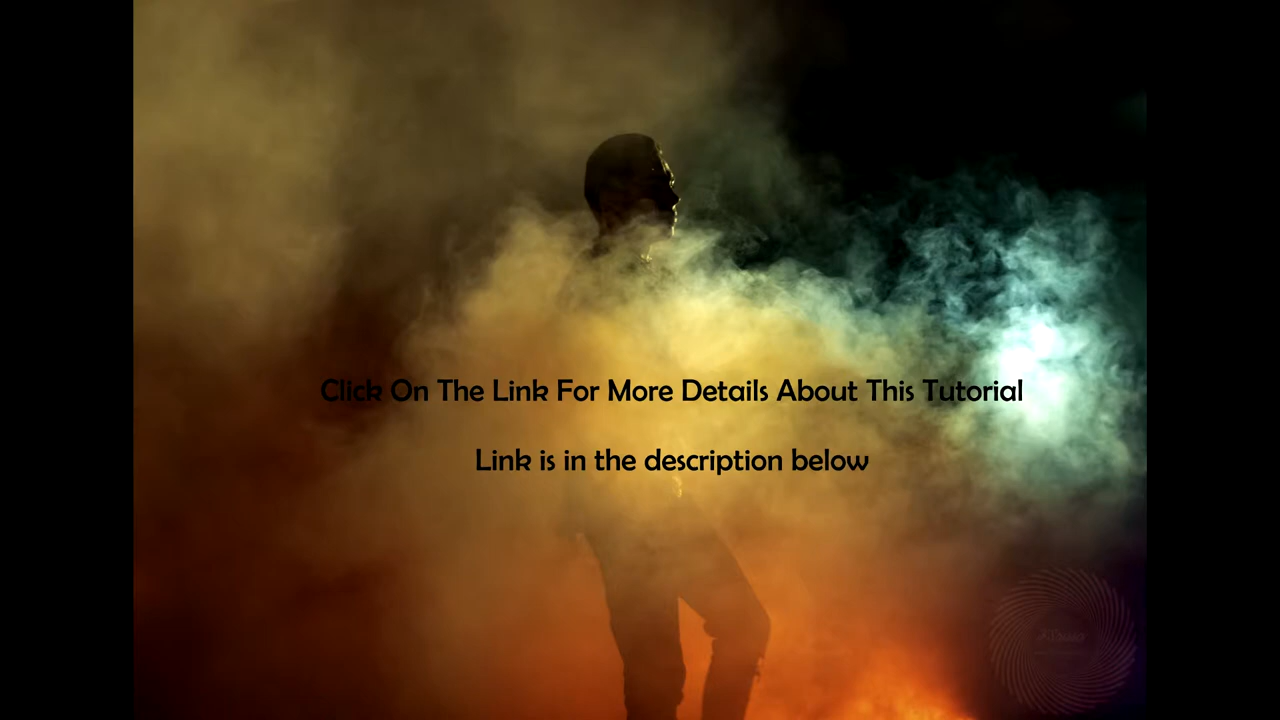 Click On The Link For More Details About This Tutorial
Link is in the description below